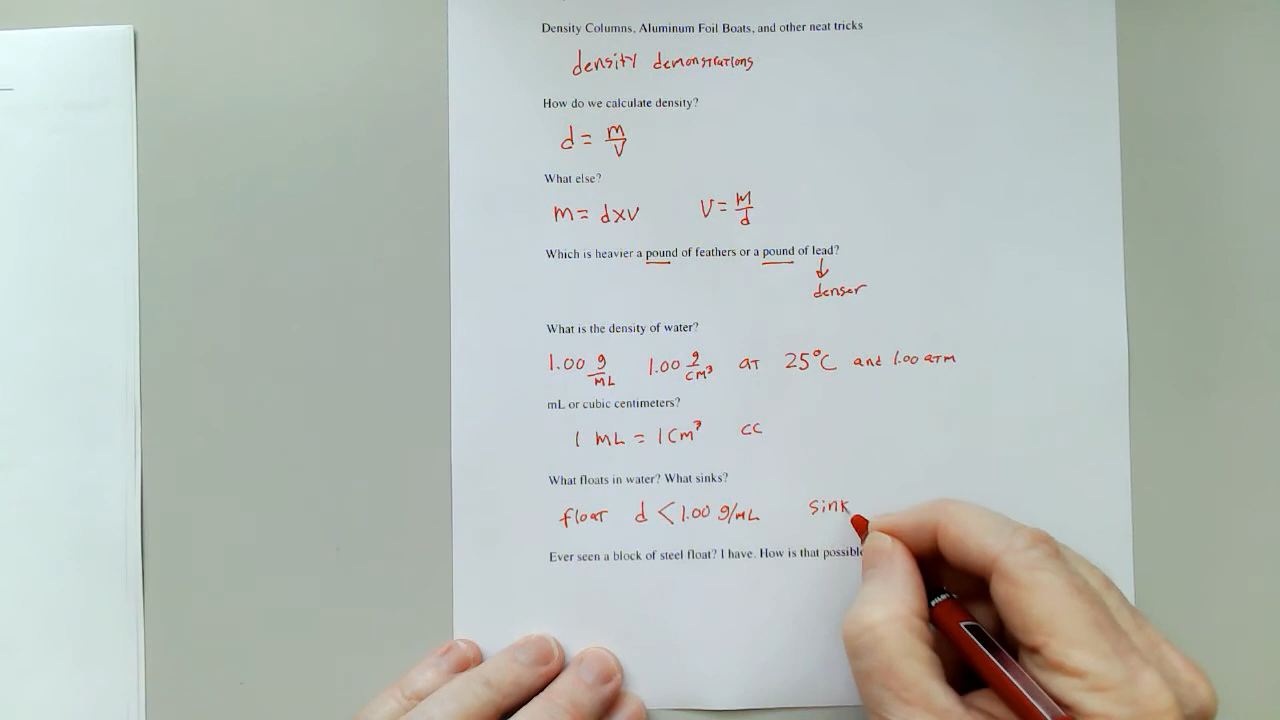 Density Columns, Aluminum Foil Boats, and other neat tricks
density demonstrations
How do we calculate density?
d = m/V
What else?
m = dxv V = M/d
Which is heavier a pound of feathers or a pound of lead?
denser
What is the density of water?
1.00 g/mL 1.00 g/cm³ at 25°C and 1.00 atm
mL or cubic centimeters?
1 mL = 1 cm³ cc
What floats in water? What sinks?
float d < 1.00 g/mL sink
Ever seen a block of steel float? I have. How is that possible
PILOT